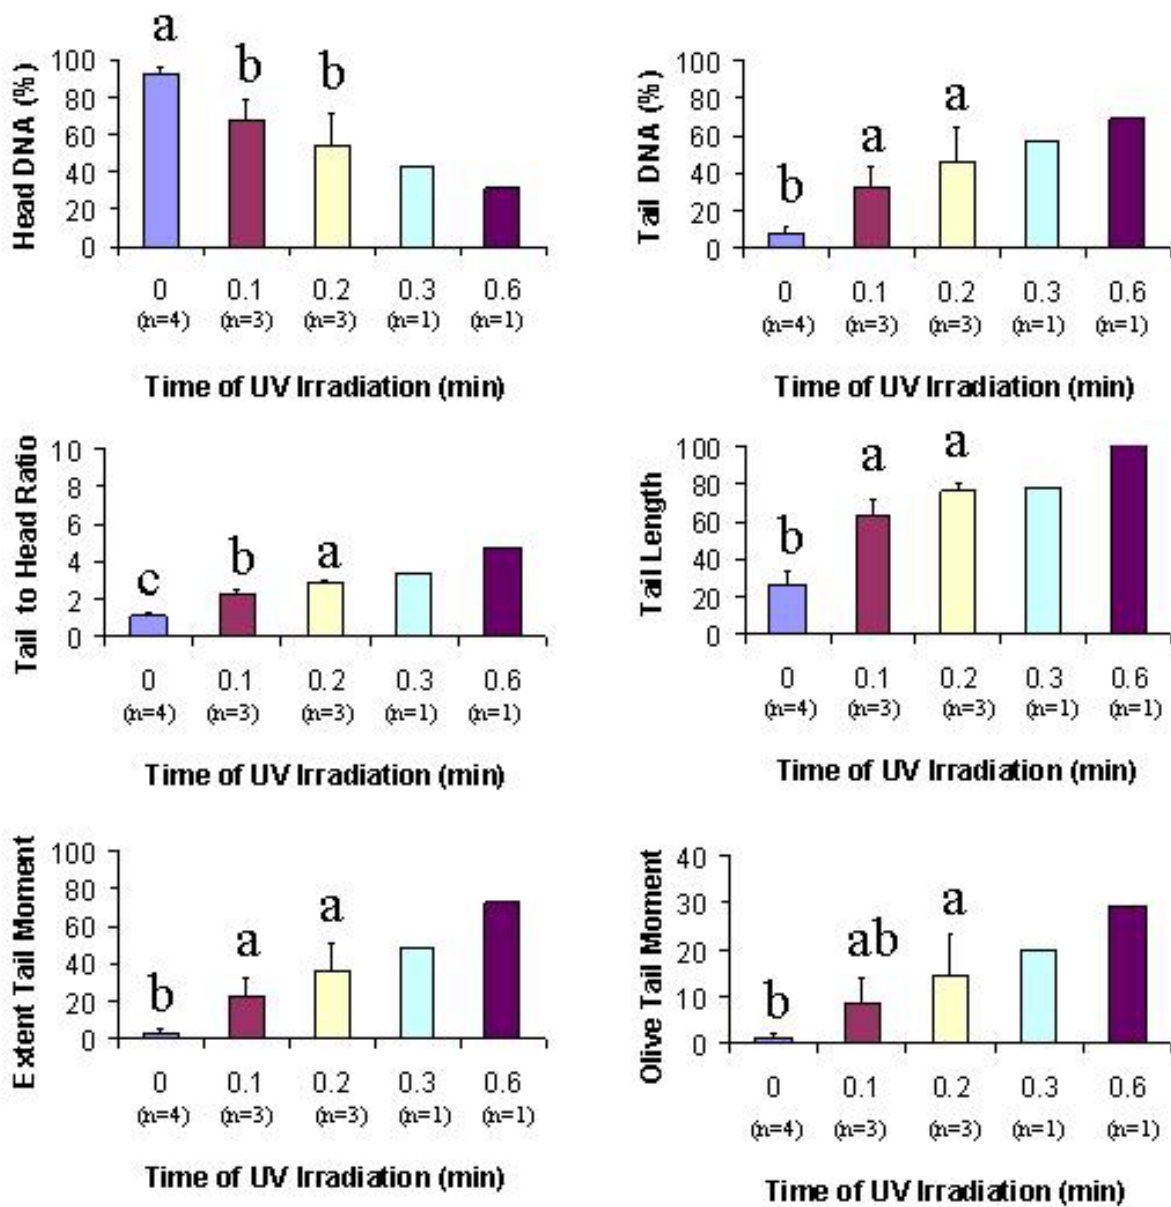 Head DNA (%)
100
80
60
40
20
0
a
b
b
0
0.1
0.2
0.3
0.6
(n=4)
(n=3)
(n=3)
(n=1)
(n=1)
Time of UV Irradiation (min)
Tail DNA (%)
100
80
60
40
20
0
b
a
a
0
0.1
0.2
0.3
0.6
(n=4)
(n=3)
(n=3)
(n=1)
(n=1)
Time of UV Irradiation (min)
Tail to Head Ratio
10
8
6
4
2
0
c
b
a
0
0.1
0.2
0.3
0.6
(n=4)
(n=3)
(n=3)
(n=1)
(n=1)
Time of UV Irradiation (min)
Tail Length
100
80
60
40
20
0
b
a
a
0
0.1
0.2
0.3
0.6
(n=4)
(n=3)
(n=3)
(n=1)
(n=1)
Time of UV Irradiation (min)
Extent Tail Moment
100
80
60
40
20
0
b
a
a
0
0.1
0.2
0.3
0.6
(n=4)
(n=3)
(n=3)
(n=1)
(n=1)
Time of UV Irradiation (min)
Olive Tail Moment
40
30
20
10
0
b
ab
a
0
0.1
0.2
0.3
0.6
(n=4)
(n=3)
(n=3)
(n=1)
(n=1)
Time of UV Irradiation (min)